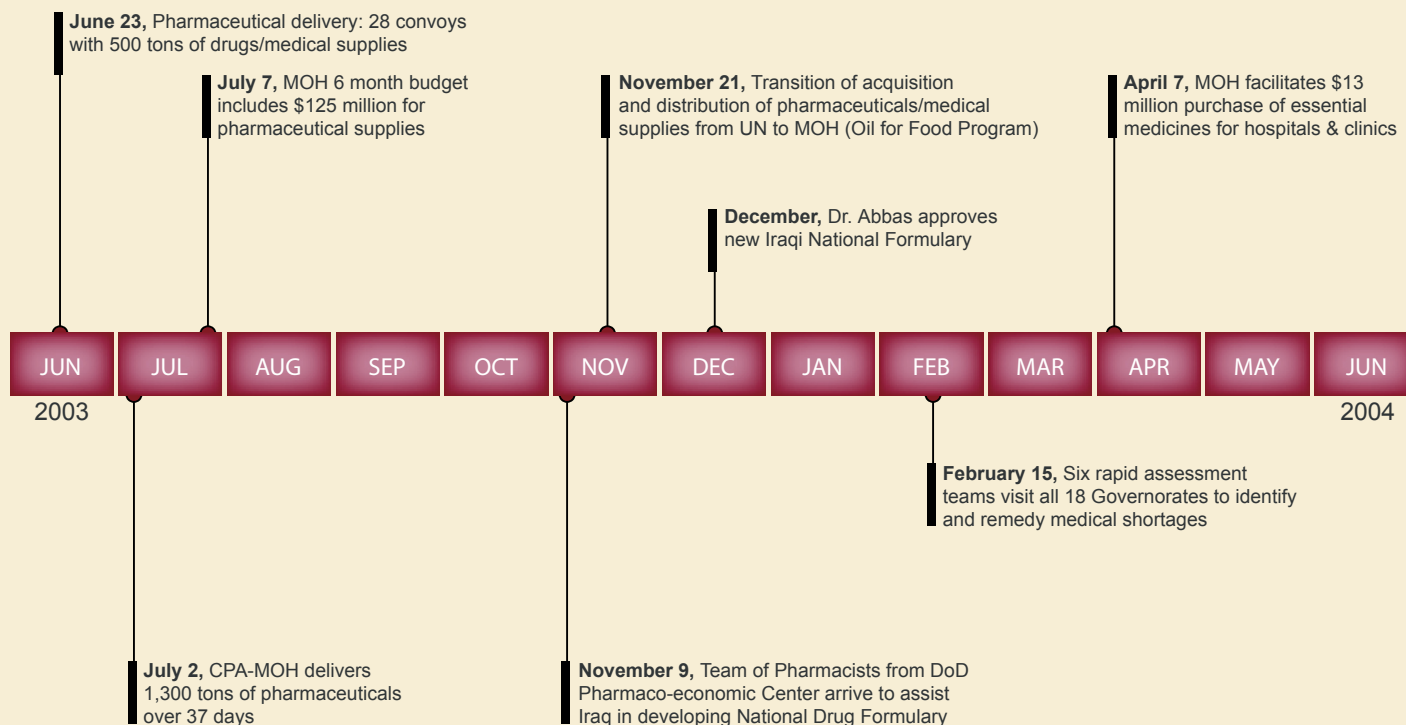 June 23, Pharmaceutical delivery: 28 convoys
with 500 tons of drugs/medical supplies
July 7, MOH 6 month budget
includes $125 million for
pharmaceutical supplies
November 21, Transition of acquisition
and distribution of pharmaceuticals/medical
supplies from UN to MOH (Oil for Food Program)
April 7, MOH facilitates $13
million purchase of essential
medicines for hospitals & clinics
December, Dr. Abbas approves
new Iraqi National Formulary
JUN JUL AUG SEP OCT NOV DEC JAN FEB MAR APR MAY JUN
2003 2004
February 15, Six rapid assessment
teams visit all 18 Governorates to identify
and remedy medical shortages
July 2, CPA-MOH delivers
1,300 tons of pharmaceuticals
over 37 days
November 9, Team of Pharmacists from DoD
Pharmaco-economic Center arrive to assist
Iraq in developing National Drug Formulary